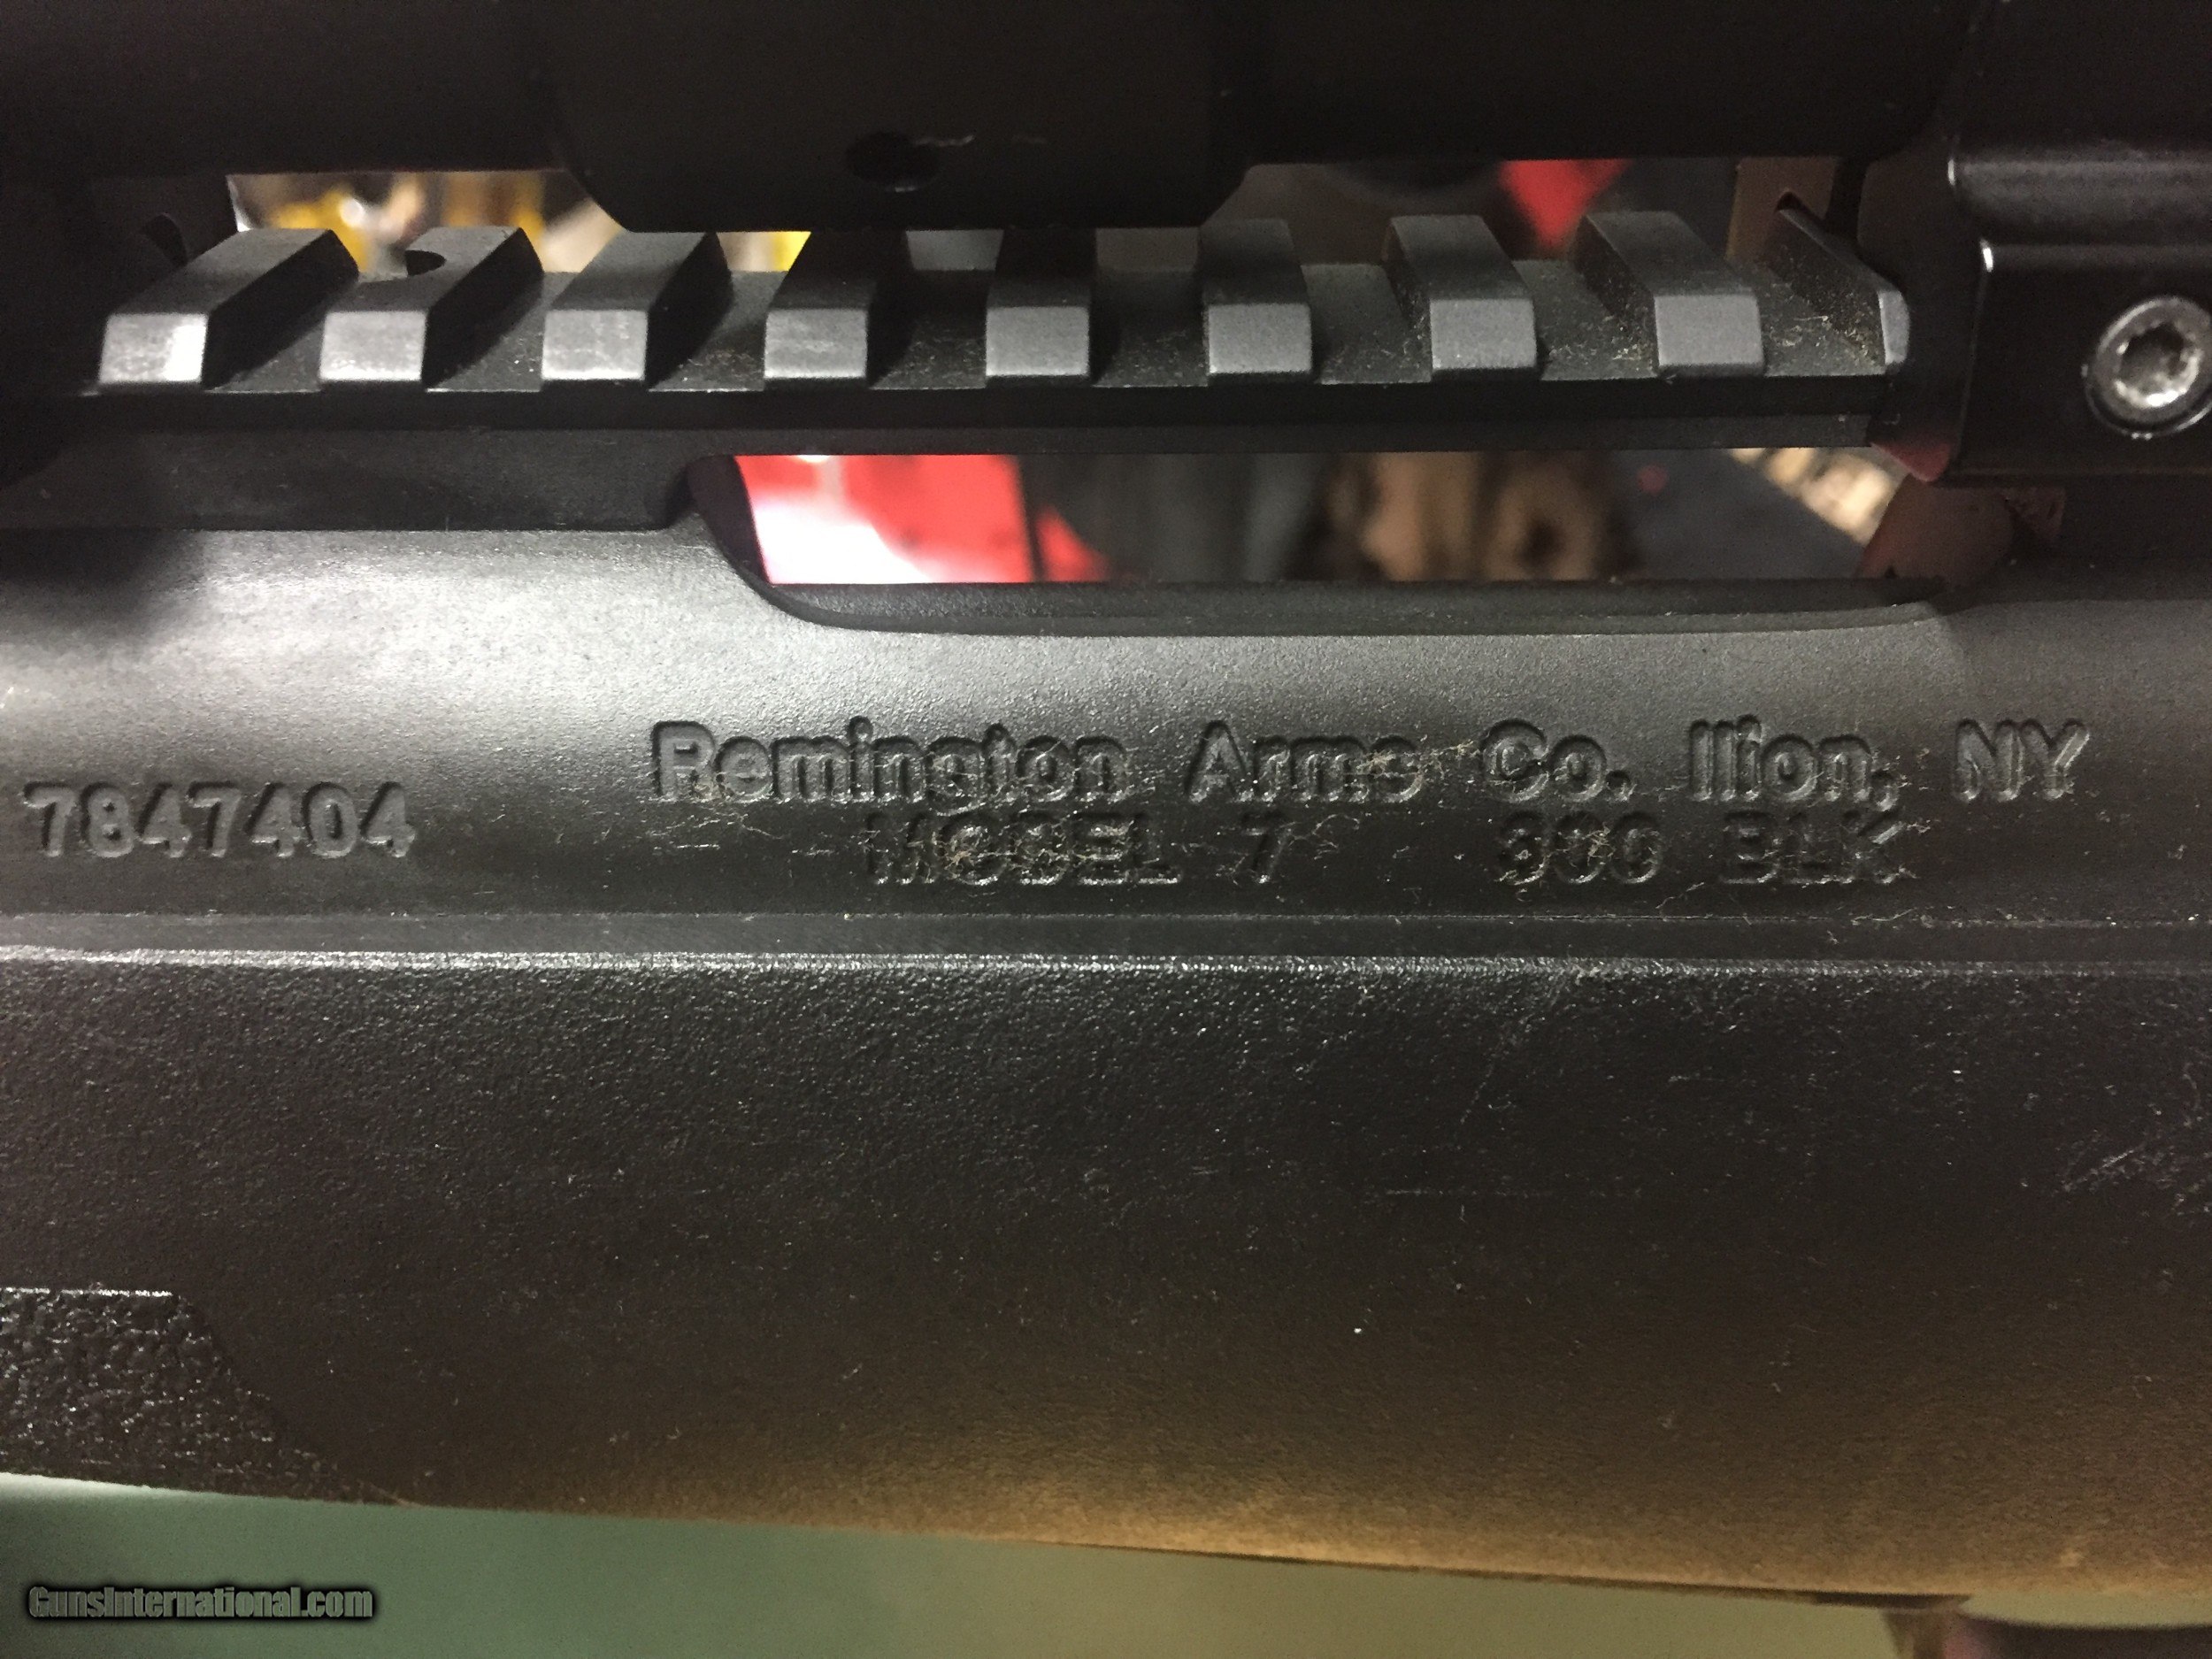 7847404
Remington Arms Co. Ilion, NY
MODEL 7 300 BLK
GunsInternational.com